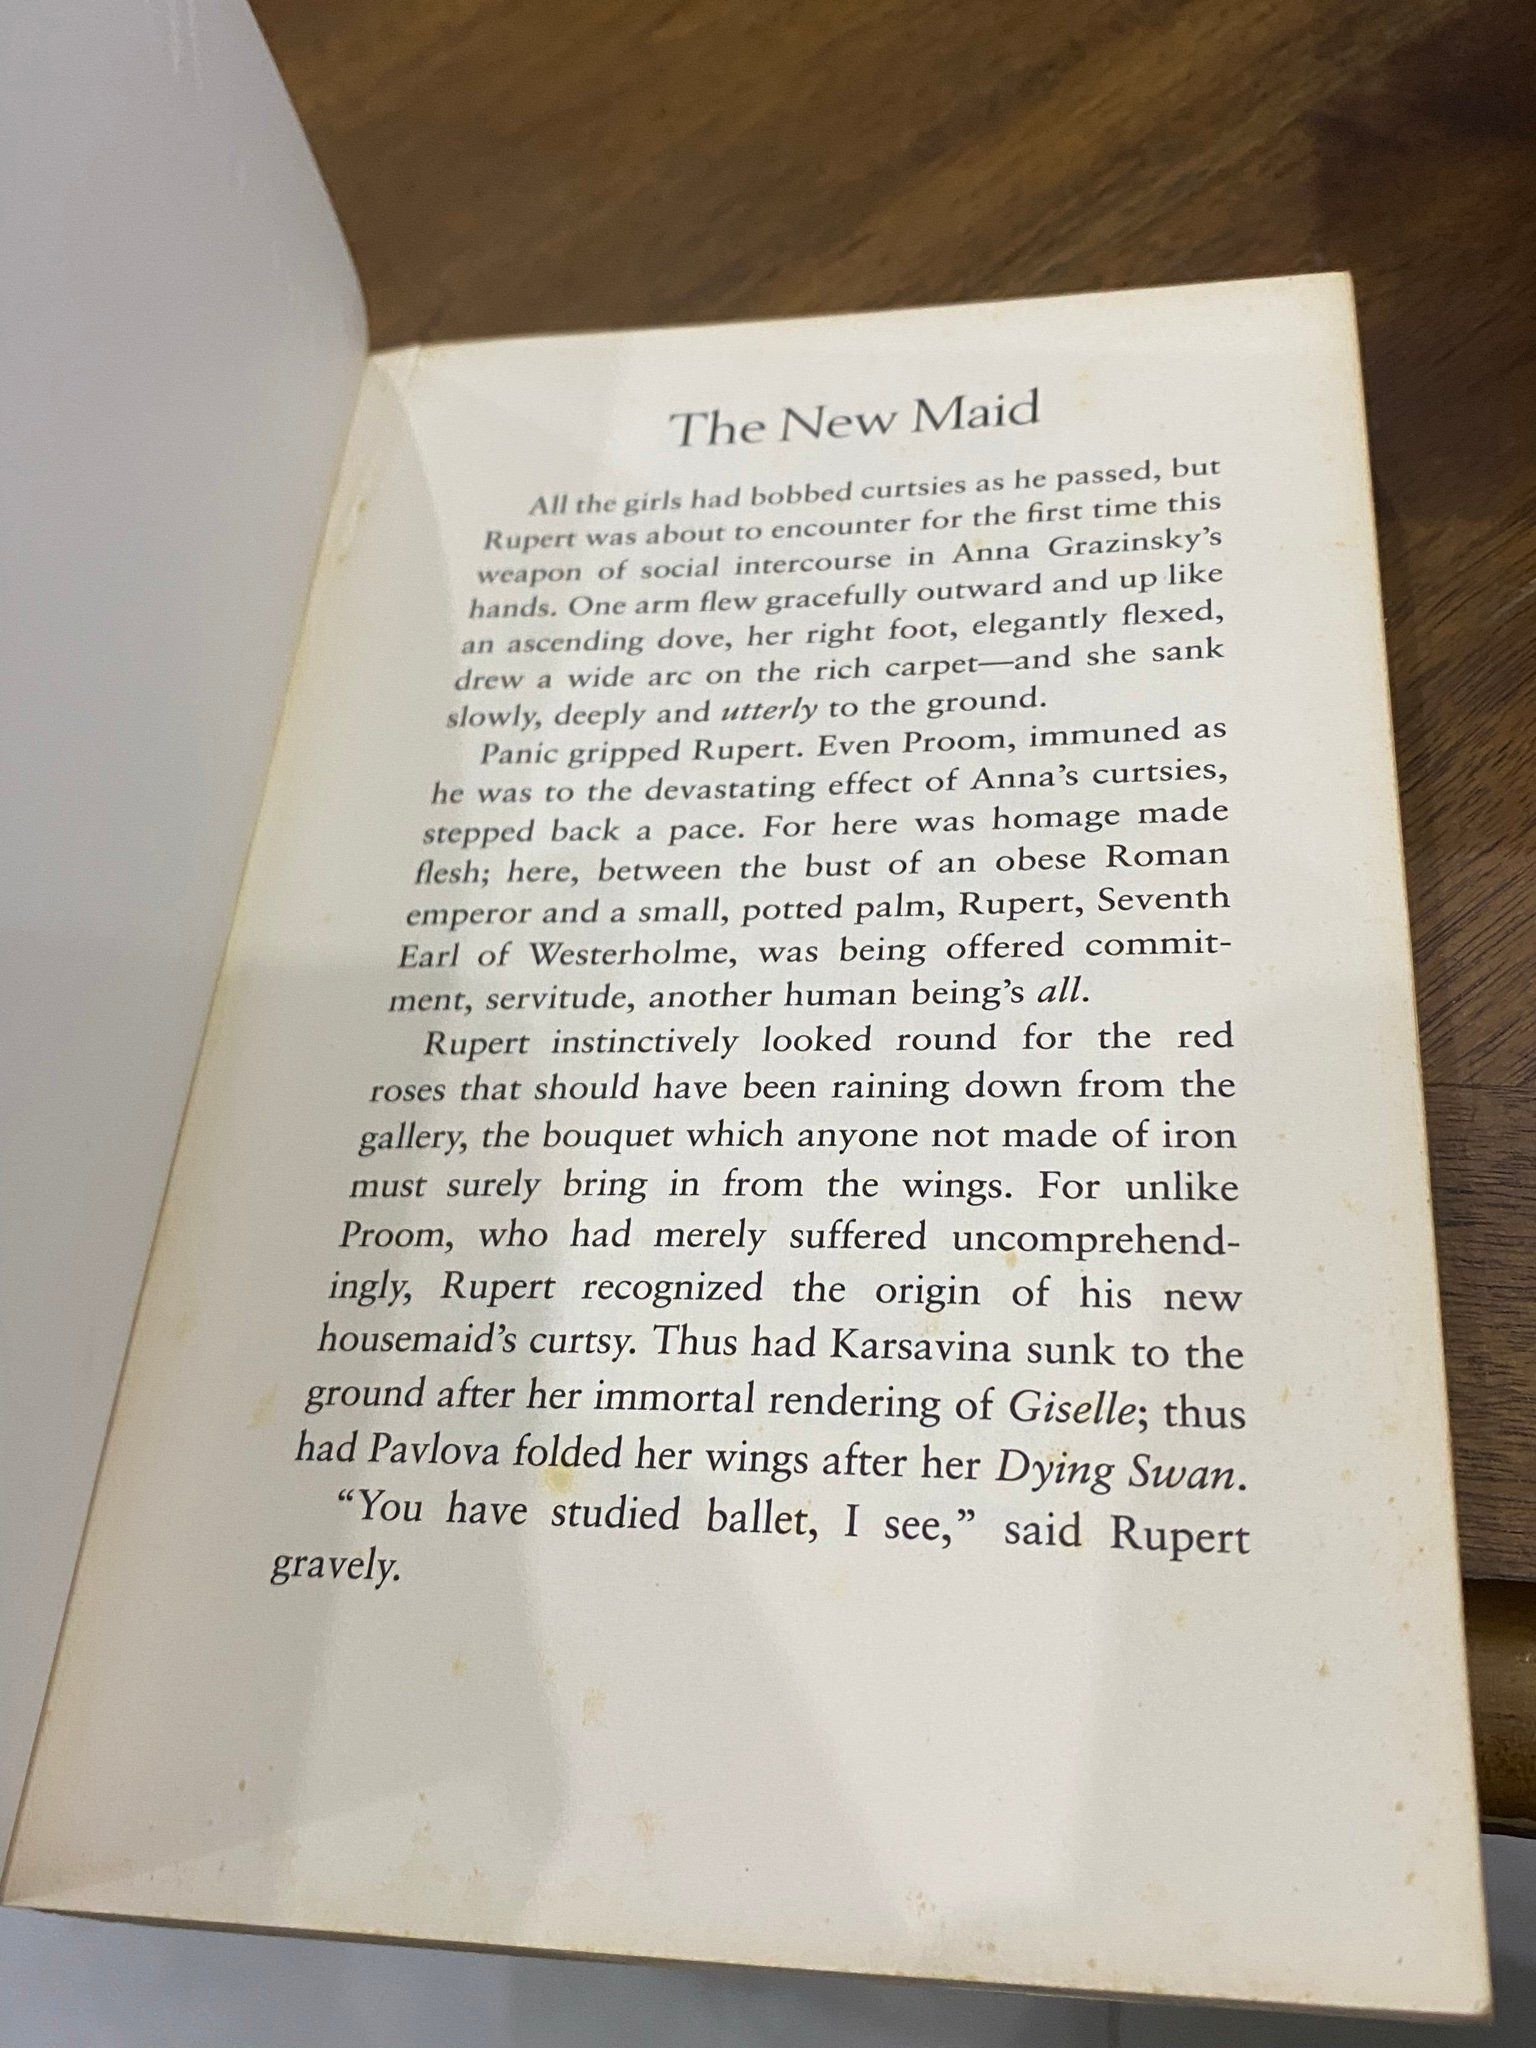 The New Maid
All the girls had bobbed curtsies as he passed, but
Rupert was about to encounter for the first time this
weapon of social intercourse in Anna Grazinsky's
hands. One arm flew gracefully outward and up like
an ascending dove, her right foot, elegantly flexed,
drew a wide arc on the rich carpet—and she sank
slowly, deeply and utterly to the ground.
Panic gripped Rupert. Even Proom, immuned as
he was to the devastating effect of Anna's curtsies,
stepped back a pace. For here was homage made
flesh; here, between the bust of an obese Roman
emperor and a small, potted palm, Rupert, Seventh
Earl of Westerholme, was being offered commit-
ment, servitude, another human being's all.
Rupert instinctively looked round for the red
roses that should have been raining down from the
gallery, the bouquet which anyone not made of iron
must surely bring in from the wings. For unlike
Proom, who had merely suffered uncomprehend-
ingly, Rupert recognized the origin of his new
housemaid's curtsy. Thus had Karsavina sunk to the
ground after her immortal rendering of Giselle; thus
had Pavlova folded her wings after her Dying Swan.
“You have studied ballet, I see,” said Rupert
gravely.